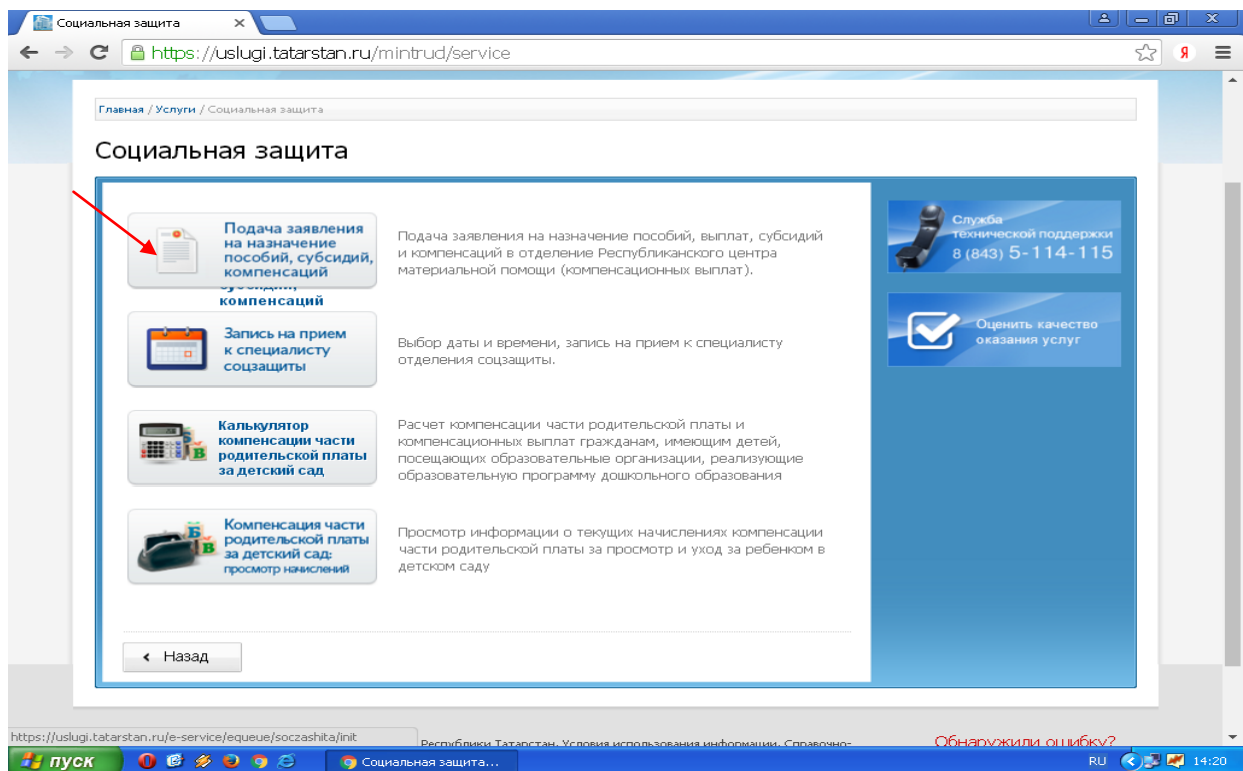 Социальная защита
https://uslugi.tatarstan.ru/mintrud/service
Я
Главная / Услуги / Социальная защита
Социальная защита
Подача заявления
на назначение
пособий, субсидий,
компенсаций
компенсаций
Подача заявления на назначение пособий, выплат, субсидий
и компенсаций в отделение Республиканского центра
материальной помощи (компенсационных выплат).
Запись на прием
к специалисту
соцзащиты
Выбор даты и времени, запись на прием к специалисту
отделения соцзащиты.
Калькулятор
компенсации части
родительской платы
за детский сад
Расчет компенсации части родительской платы и
компенсационных выплат гражданам, имеющим детей,
посещающих образовательные организации, реализующие
образовательную программу дошкольного образования
Компенсация части
родительской платы
за детский сад:
просмотр начислений
Просмотр информации о текущих начислениях компенсации
части родительской платы за просмотр и уход за ребенком в
детском саду
Служба
технической поддержки
8 (843) 5-114-115
Оценить качество
оказания услуг
Назад
https://uslugi.tatarstan.ru/e-service/equeue/soczashita/init
Республики Татарстан. Условия использования информации. Справочно-
Обнаружили ошибку?
пуск
Социальная защита...
RU
14:20